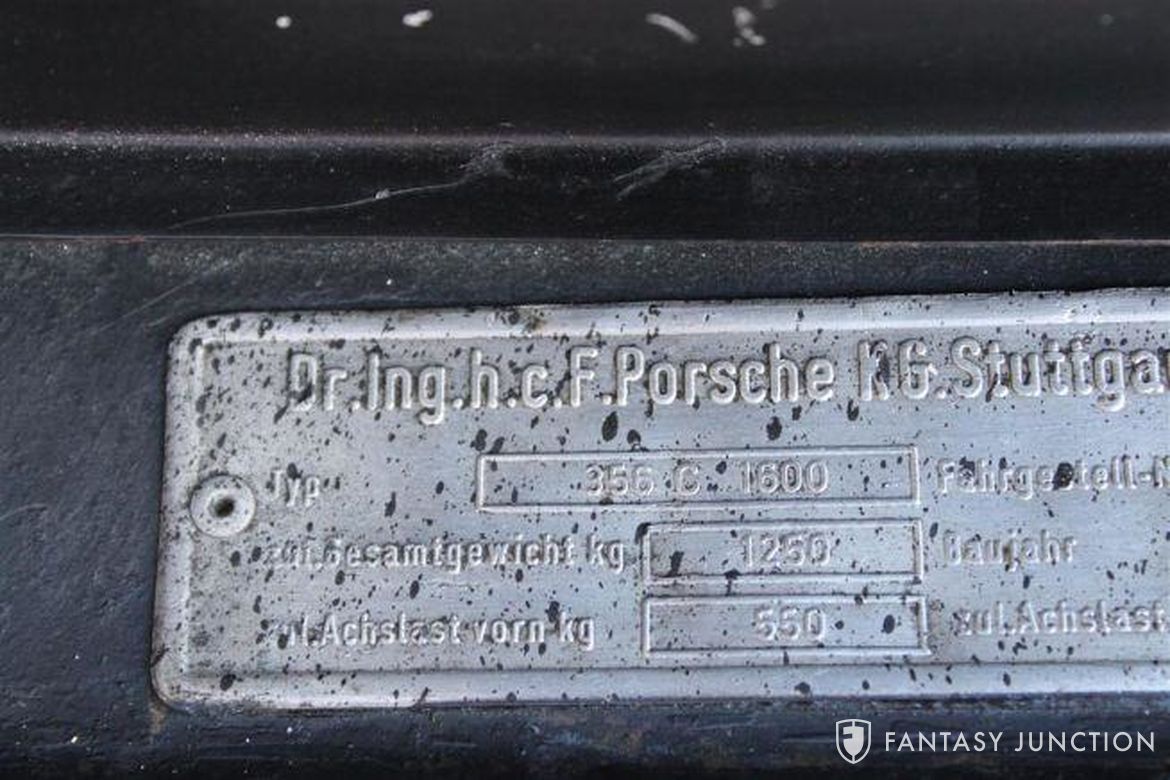 Dr.Ing.h.c.F.Porsche KG.Stuttga
Typ 356 C 1600 Fahrgestell-N
zul.Gesamtgewicht kg 1250 Baujahr
zul.Achslast vorn kg 550 zul.Achslast
FANTASY JUNCTION